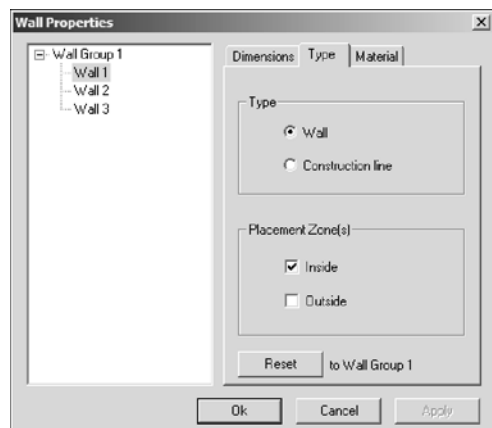 Wall Properties
Wall Group 1
Wall 1
Wall 2
Wall 3
Dimensions Type Material
Type
Wall
Construction line
Placement Zone(s)
Inside
Outside
Reset to Wall Group 1
Ok Cancel Apply